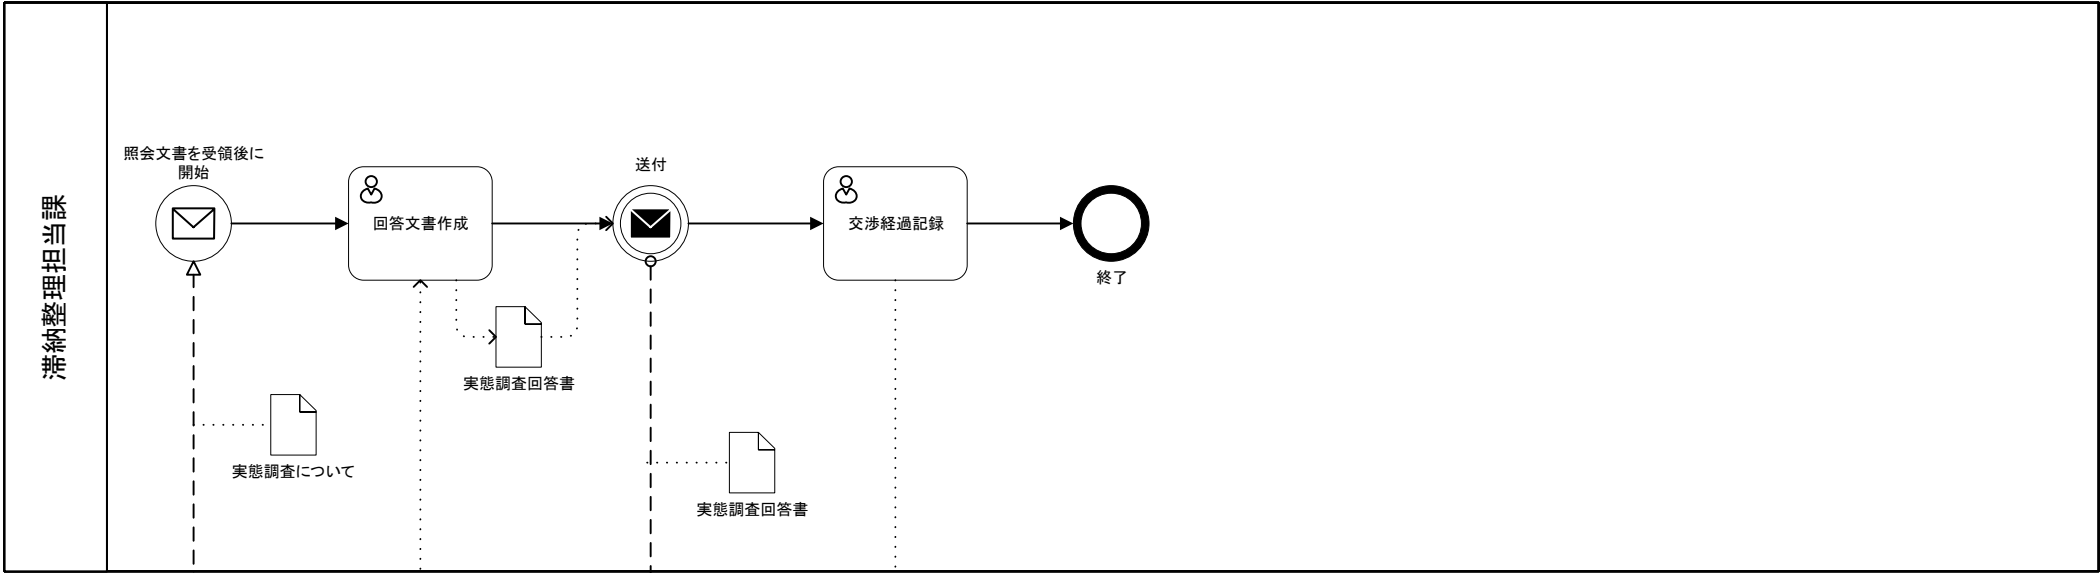 滞納整理担当課
照会文書を受領後に
開始
回答文書作成
送付
交渉経過記録
終了
実態調査回答書
実態調査について
実態調査回答書